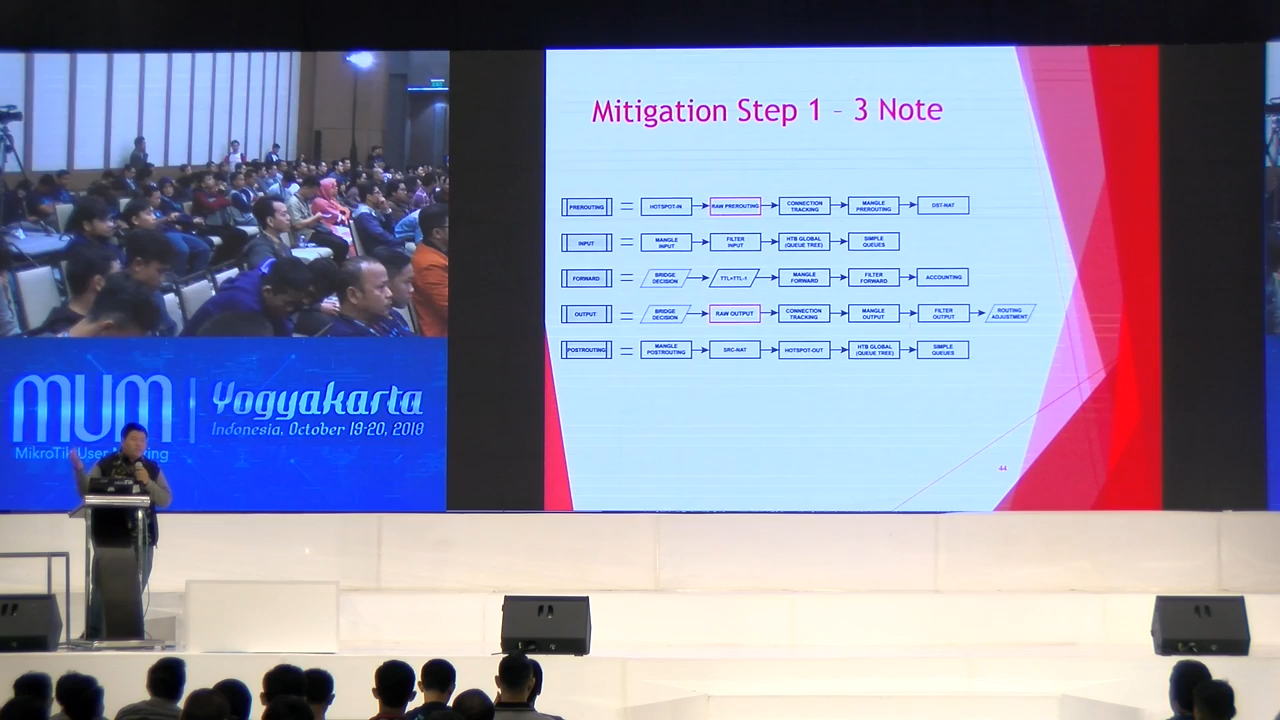 Mitigation Step 1 – 3 Note
PREROUTING = HOTSPOT-IN RAW PREROUTING CONNECTION TRACKING MANGLE PREROUTING DST-NAT
INPUT = MANGLE INPUT FILTER INPUT HTB GLOBAL (QUEUE TREE) SIMPLE QUEUES
FORWARD = BRIDGE DECISION TTL=TTL-1 MANGLE FORWARD FILTER FORWARD ACCOUNTING
OUTPUT = BRIDGE DECISION RAW OUTPUT CONNECTION TRACKING MANGLE OUTPUT FILTER OUTPUT ROUTING ADJUSTMENT
POSTROUTING = MANGLE POSTROUTING SRC-NAT HOTSPOT-OUT HTB GLOBAL (QUEUE TREE) SIMPLE QUEUES
44
MUM | Yogyakarta
Indonesia, October 19-20, 2018
MikroTik User